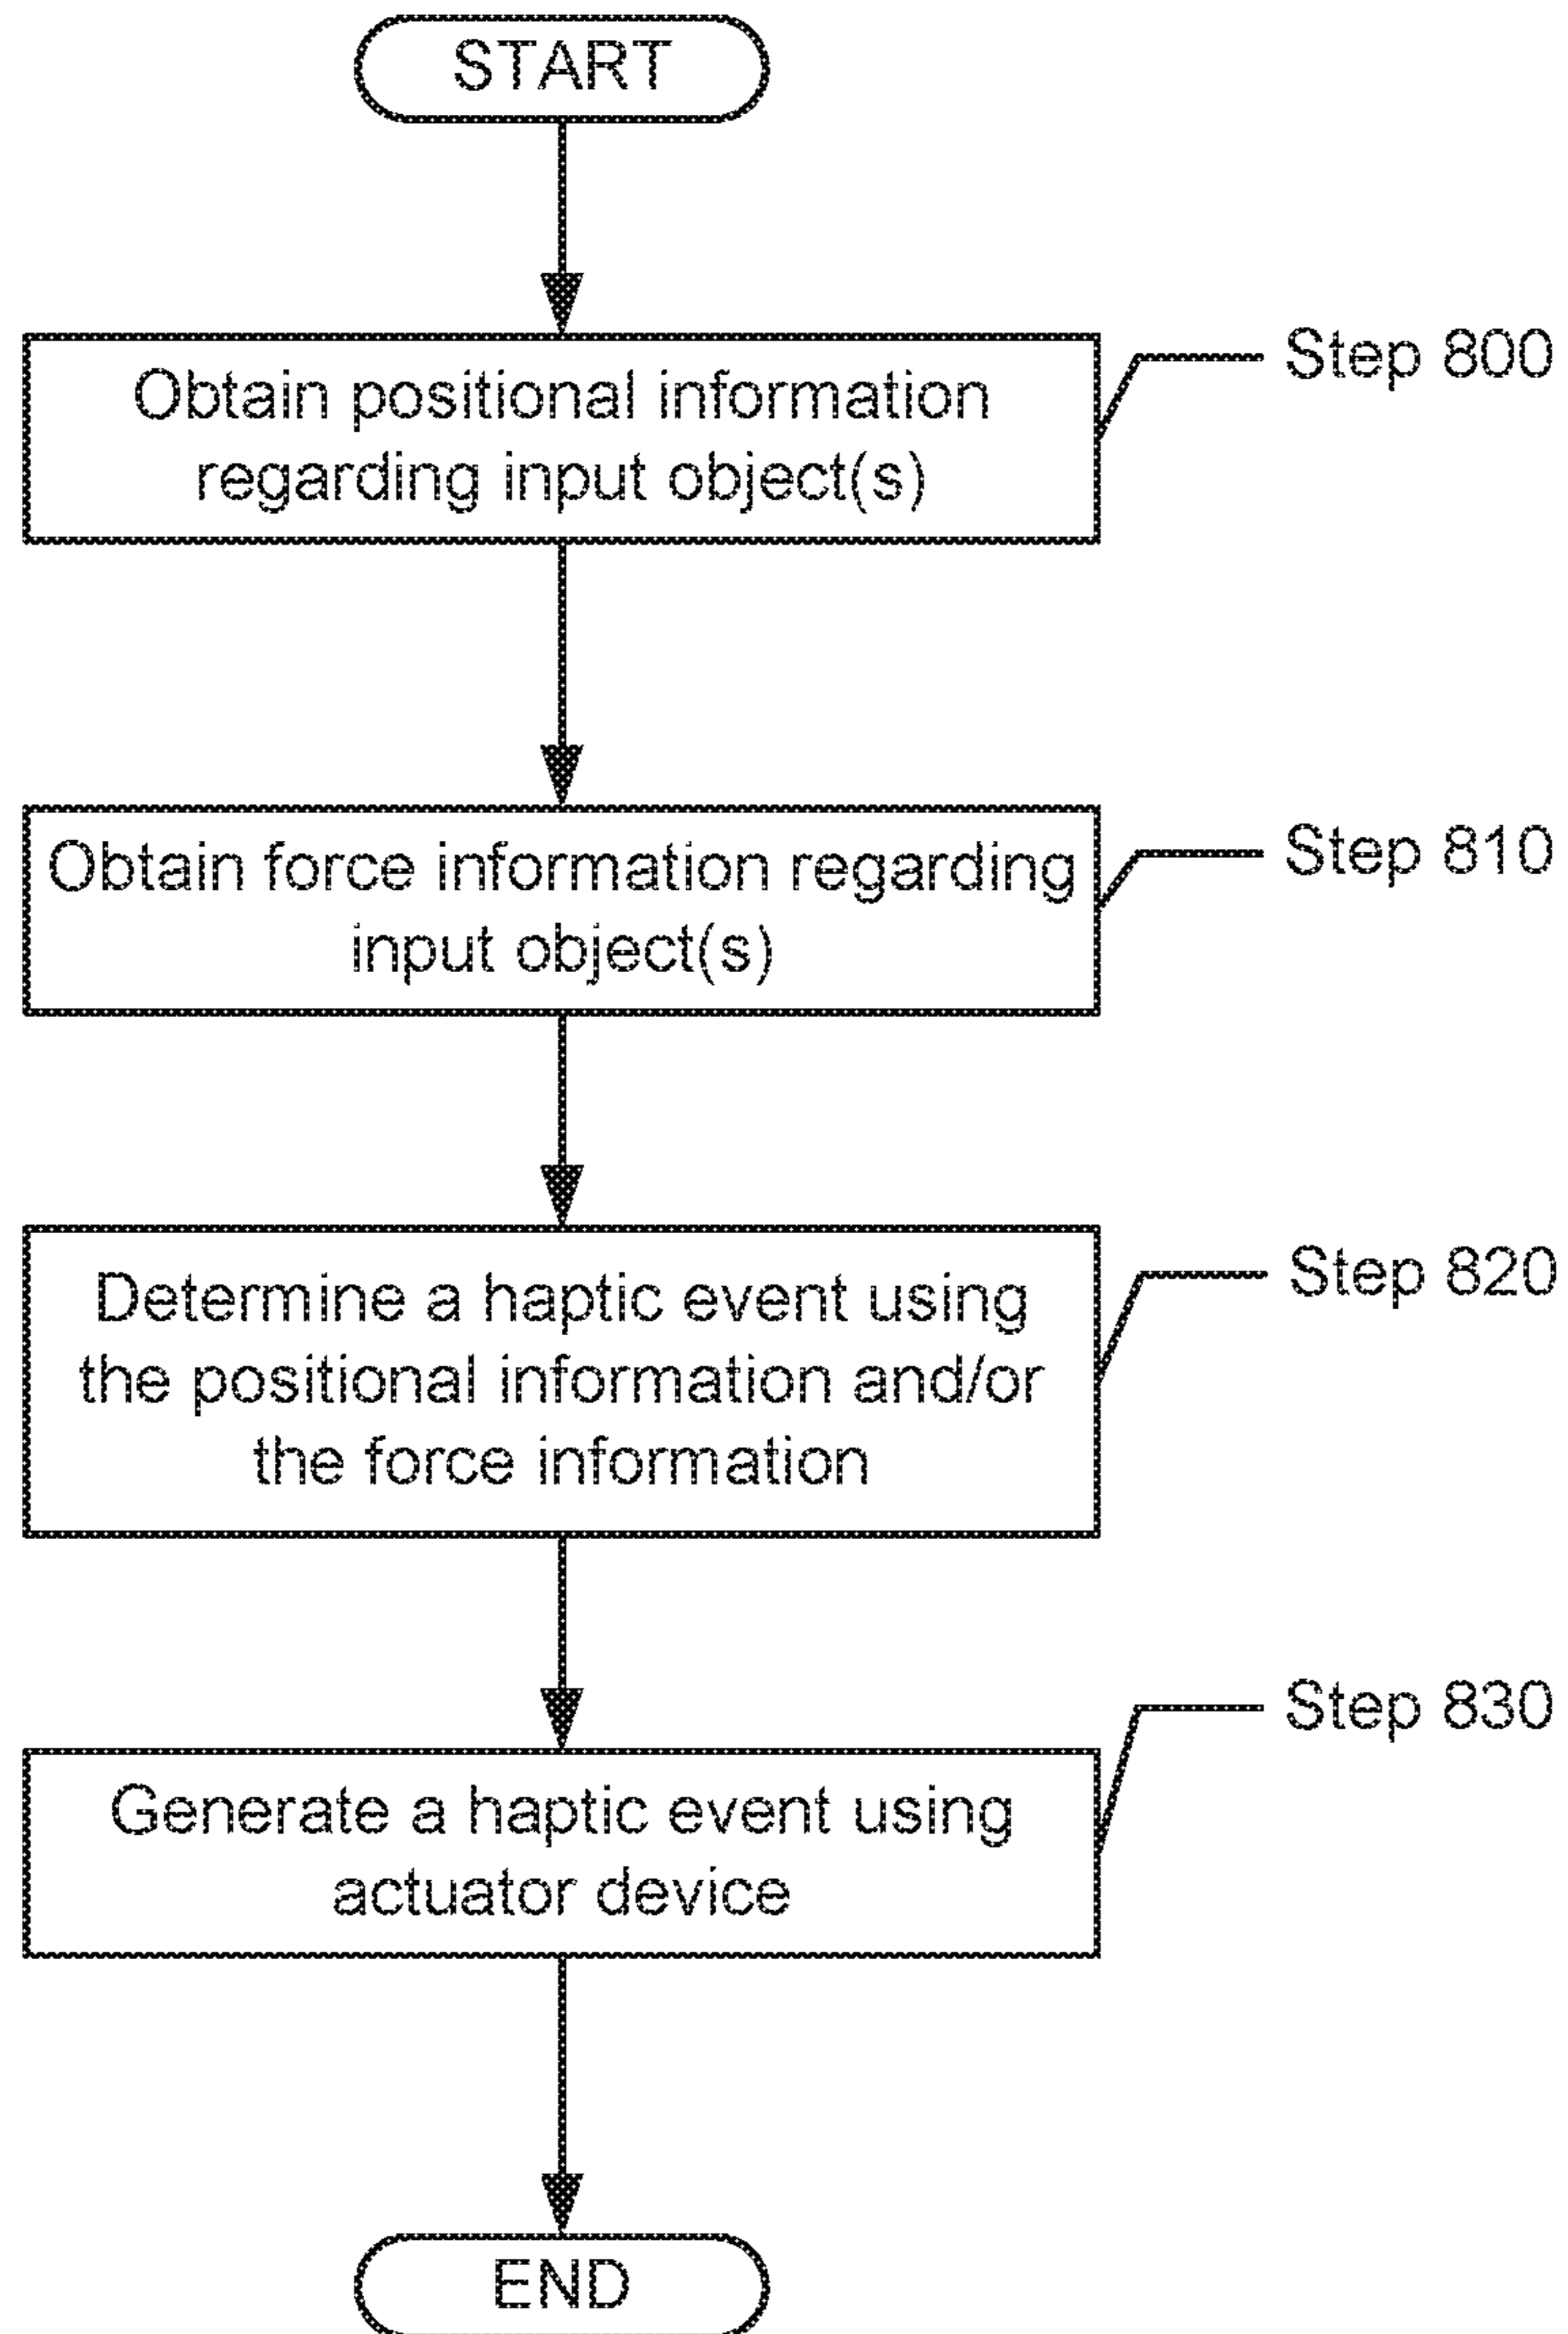 START
Obtain positional information
regarding input object(s)
Step 800
Obtain force information regarding
input object(s)
Step 810
Determine a haptic event using
the positional information and/or
the force information
Step 820
Generate a haptic event using
actuator device
Step 830
END